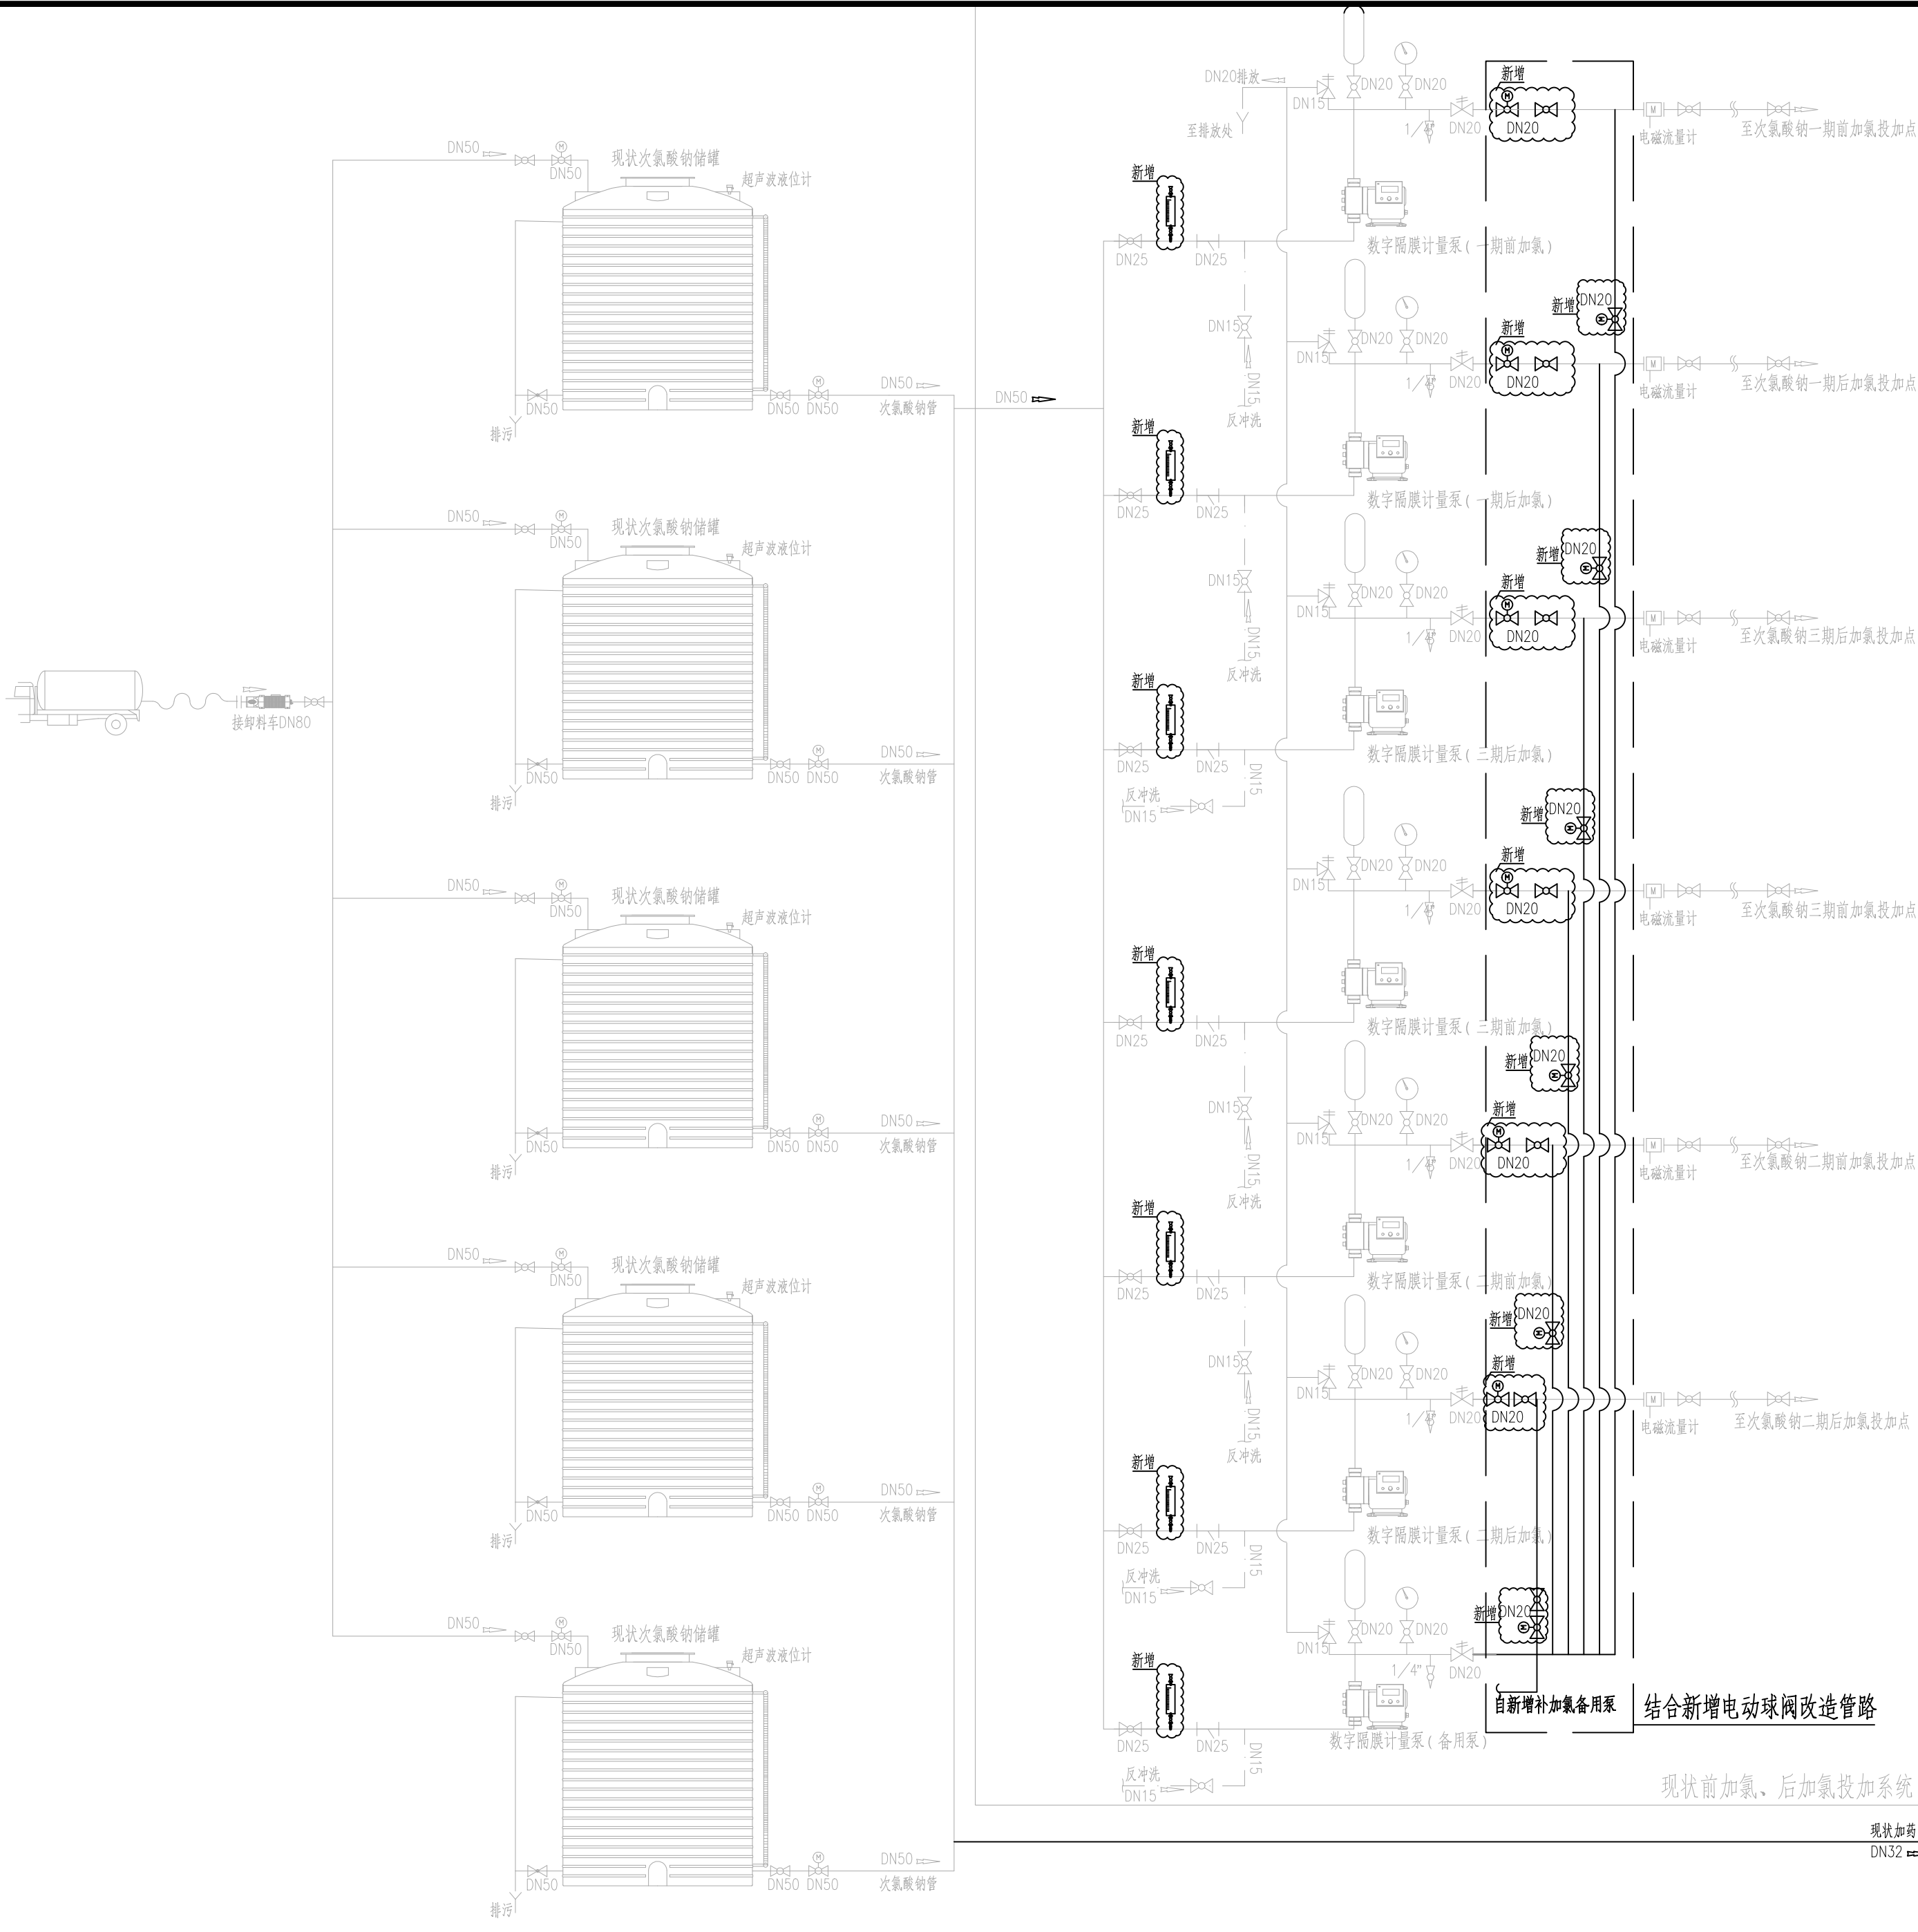 DN20排放
至排放处
DN15
DN20
DN20
1/4"
DN20
新增
DN20
电磁流量计
至次氯酸钠一期前加氯投加点
DN50
DN50
现状次氯酸钠储罐
超声波液位计
DN50
排污
DN50
DN50
DN50
次氯酸钠管
DN50
新增
DN25
DN25
数字隔膜计量泵(一期前加氯)
DN15
DN15
反冲洗
新增
DN20
DN15
DN20
DN20
1/4"
DN20
新增
DN20
电磁流量计
至次氯酸钠一期后加氯投加点
新增
DN25
DN25
数字隔膜计量泵(一期后加氯)
DN50
DN50
现状次氯酸钠储罐
超声波液位计
DN50
排污
DN50
DN50
DN50
次氯酸钠管
接卸料车DN80
DN15
DN15
反冲洗
新增
DN20
DN15
DN20
DN20
1/4"
DN20
新增
DN20
电磁流量计
至次氯酸钠三期后加氯投加点
新增
DN25
DN25
数字隔膜计量泵(三期后加氯)
DN15
反冲洗
DN15
新增
DN20
DN15
DN20
DN20
1/4"
DN20
新增
DN20
电磁流量计
至次氯酸钠三期前加氯投加点
DN50
DN50
现状次氯酸钠储罐
超声波液位计
DN50
排污
DN50
DN50
DN50
次氯酸钠管
新增
DN25
DN25
数字隔膜计量泵(三期前加氯)
DN15
DN15
反冲洗
新增
DN20
DN15
DN20
DN20
1/4"
DN20
新增
DN20
电磁流量计
至次氯酸钠二期前加氯投加点
新增
DN25
DN25
数字隔膜计量泵(二期前加氯)
DN50
DN50
现状次氯酸钠储罐
超声波液位计
DN50
排污
DN50
DN50
DN50
次氯酸钠管
DN15
DN15
反冲洗
新增
DN20
DN15
DN20
DN20
1/4"
DN20
新增
DN20
电磁流量计
至次氯酸钠二期后加氯投加点
新增
DN25
DN25
数字隔膜计量泵(二期后加氯)
DN15
反冲洗
DN15
新增
DN20
DN15
DN20
DN20
1/4"
DN20
DN50
DN50
现状次氯酸钠储罐
超声波液位计
DN50
排污
DN50
DN50
DN50
次氯酸钠管
新增
DN25
DN25
数字隔膜计量泵(备用泵)
DN15
反冲洗
DN15
自新增补加氯备用泵
结合新增电动球阀改造管路
现状前加氯、后加氯投加系统
现状加药
DN32